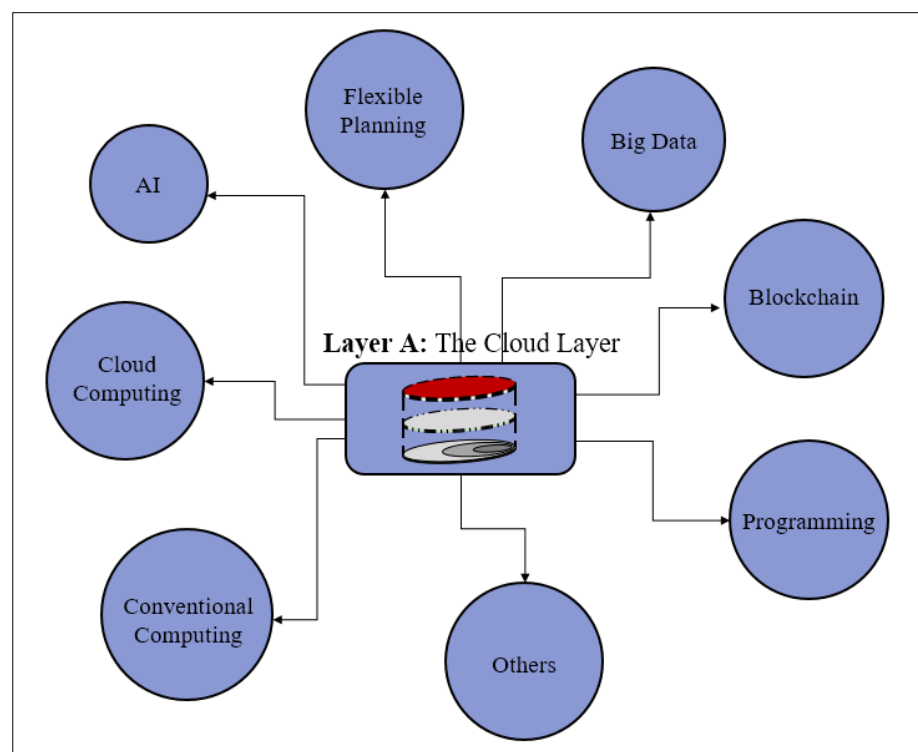 Flexible
Planning
Big Data
AI
Blockchain
Layer A: The Cloud Layer
Cloud
Computing
Programming
Conventional
Computing
Others